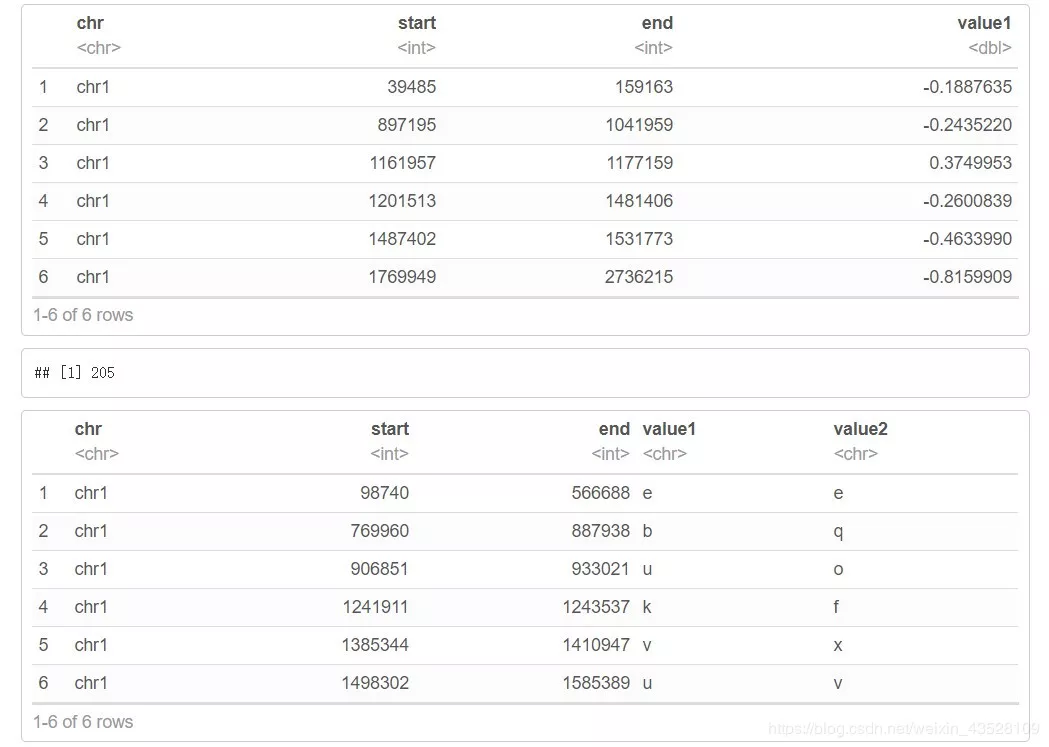 chr start end value1
<chr> <int> <int> <dbl>
1 chr1 39485 159163 -0.1887635
2 chr1 897195 1041959 -0.2435220
3 chr1 1161957 1177159 0.3749953
4 chr1 1201513 1481406 -0.2600839
5 chr1 1487402 1531773 -0.4633990
6 chr1 1769949 2736215 -0.8159909
1-6 of 6 rows
## [1] 205
chr start end value1 value2
<chr> <int> <int> <chr> <chr>
1 chr1 98740 566688 e e
2 chr1 769960 887938 b q
3 chr1 906851 933021 u o
4 chr1 1241911 1243537 k f
5 chr1 1385344 1410947 v x
6 chr1 1498302 1585389 u v
1-6 of 6 rows
https://blog.csdn.net/weixin_43528109